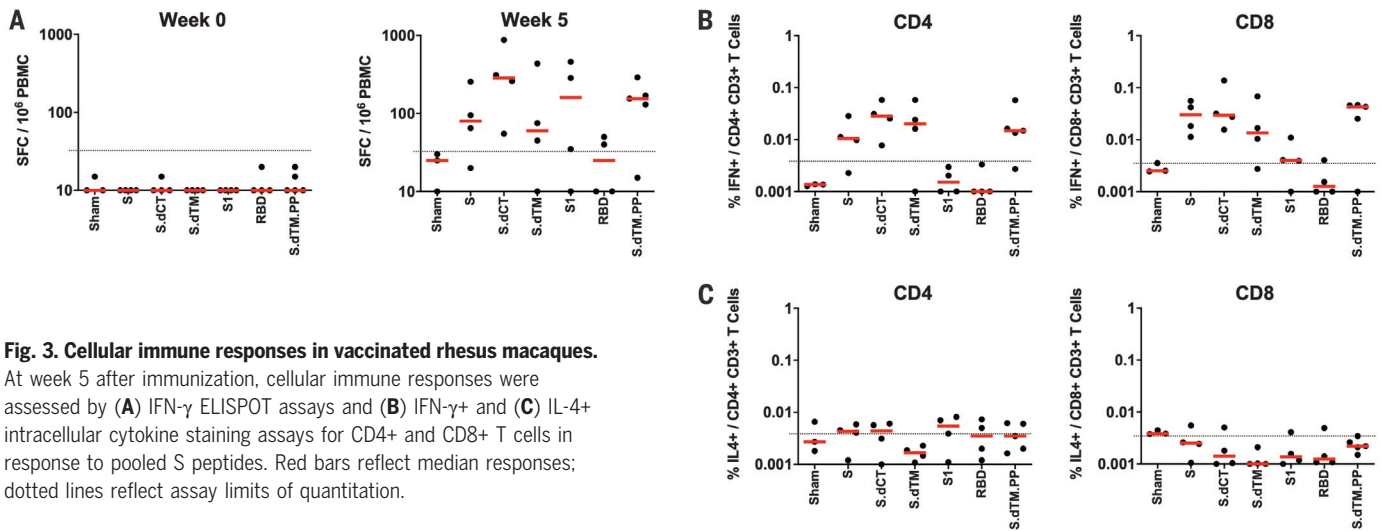 A
Week 0
SFC / 10⁶ PBMC
1000
100
10
Sham
S
S.dCT
S.dTM
S1
RBD
S.dTM.PP
Week 5
SFC / 10⁶ PBMC
1000
100
10
Sham
S
S.dCT
S.dTM
S1
RBD
S.dTM.PP
B
CD4
% IFN+ / CD4+ CD3+ T Cells
1
0.1
0.01
0.001
Sham
S
S.dCT
S.dTM
S1
RBD
S.dTM.PP
CD8
% IFN+ / CD8+ CD3+ T Cells
1
0.1
0.01
0.001
Sham
S
S.dCT
S.dTM
S1
RBD
S.dTM.PP
C
CD4
% IL4+ / CD4+ CD3+ T Cells
1
0.1
0.01
0.001
Sham
S
S.dCT
S.dTM
S1
RBD
S.dTM.PP
CD8
% IL4+ / CD8+ CD3+ T Cells
1
0.1
0.01
0.001
Sham
S
S.dCT
S.dTM
S1
RBD
S.dTM.PP
Fig. 3. Cellular immune responses in vaccinated rhesus macaques.
At week 5 after immunization, cellular immune responses were
assessed by (A) IFN-γ ELISPOT assays and (B) IFN-γ+ and (C) IL-4+
intracellular cytokine staining assays for CD4+ and CD8+ T cells in
response to pooled S peptides. Red bars reflect median responses;
dotted lines reflect assay limits of quantitation.